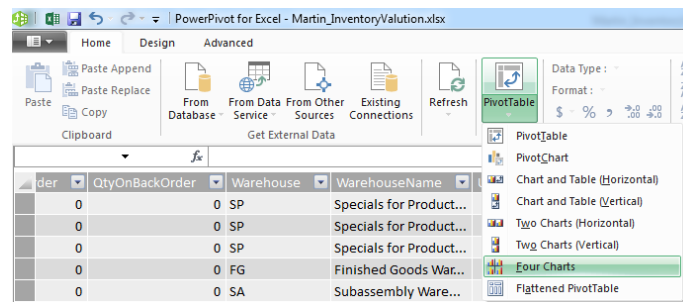 PowerPivot for Excel - Martin_InventoryValution.xlsx
Home Design Advanced
Paste
Paste Append
Paste Replace
Copy
Clipboard
From Database
From Data Service
From Other Sources
Existing Connections
Get External Data
Refresh
PivotTable
Data Type :
Format :
$ % , .00 .00
fx
PivotTable
PivotChart
Chart and Table (Horizontal)
Chart and Table (Vertical)
Two Charts (Horizontal)
Two Charts (Vertical)
Four Charts
Flattened PivotTable
der QtyOnBackOrder Warehouse WarehouseName
0 0 SP Specials for Product...
0 0 SP Specials for Product...
0 0 SP Specials for Product...
0 0 FG Finished Goods War...
0 0 SA Subassembly Ware...